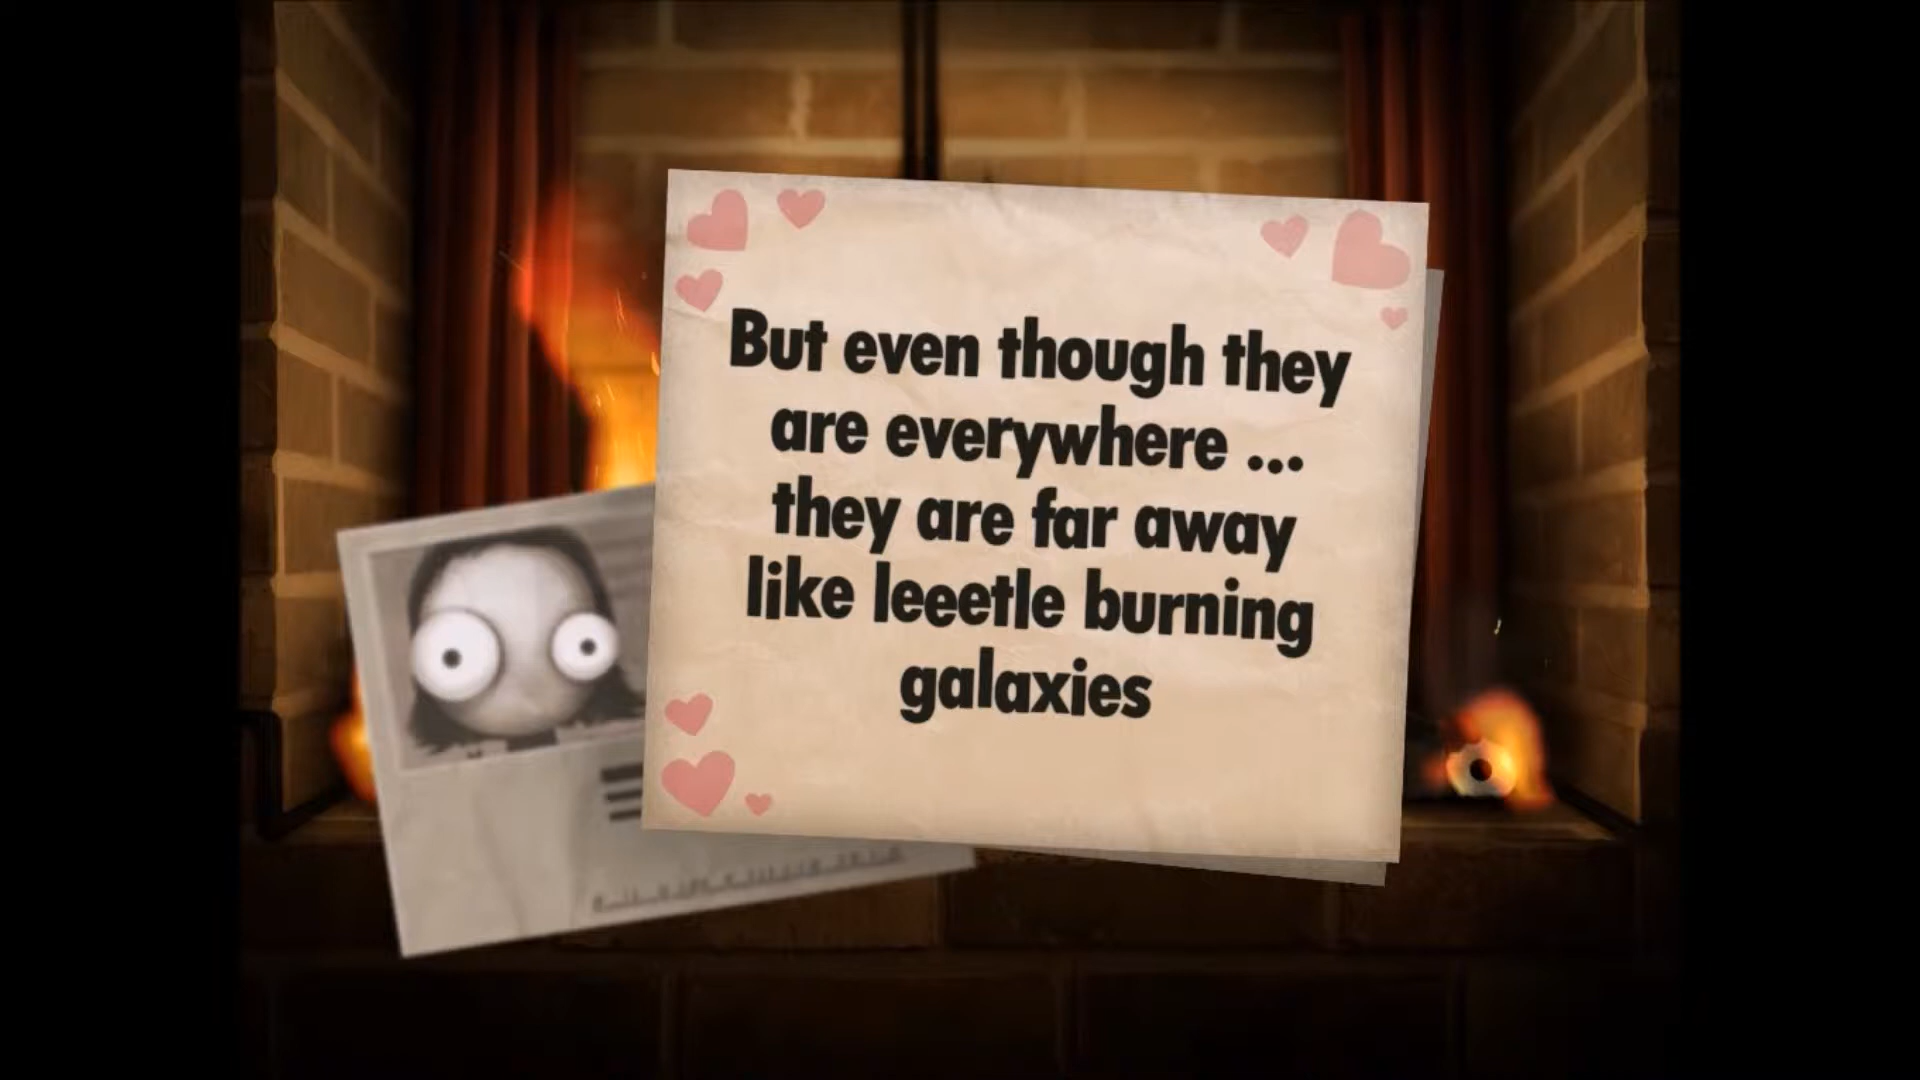 But even though they
are everywhere ...
they are far away
like leeetle burning
galaxies